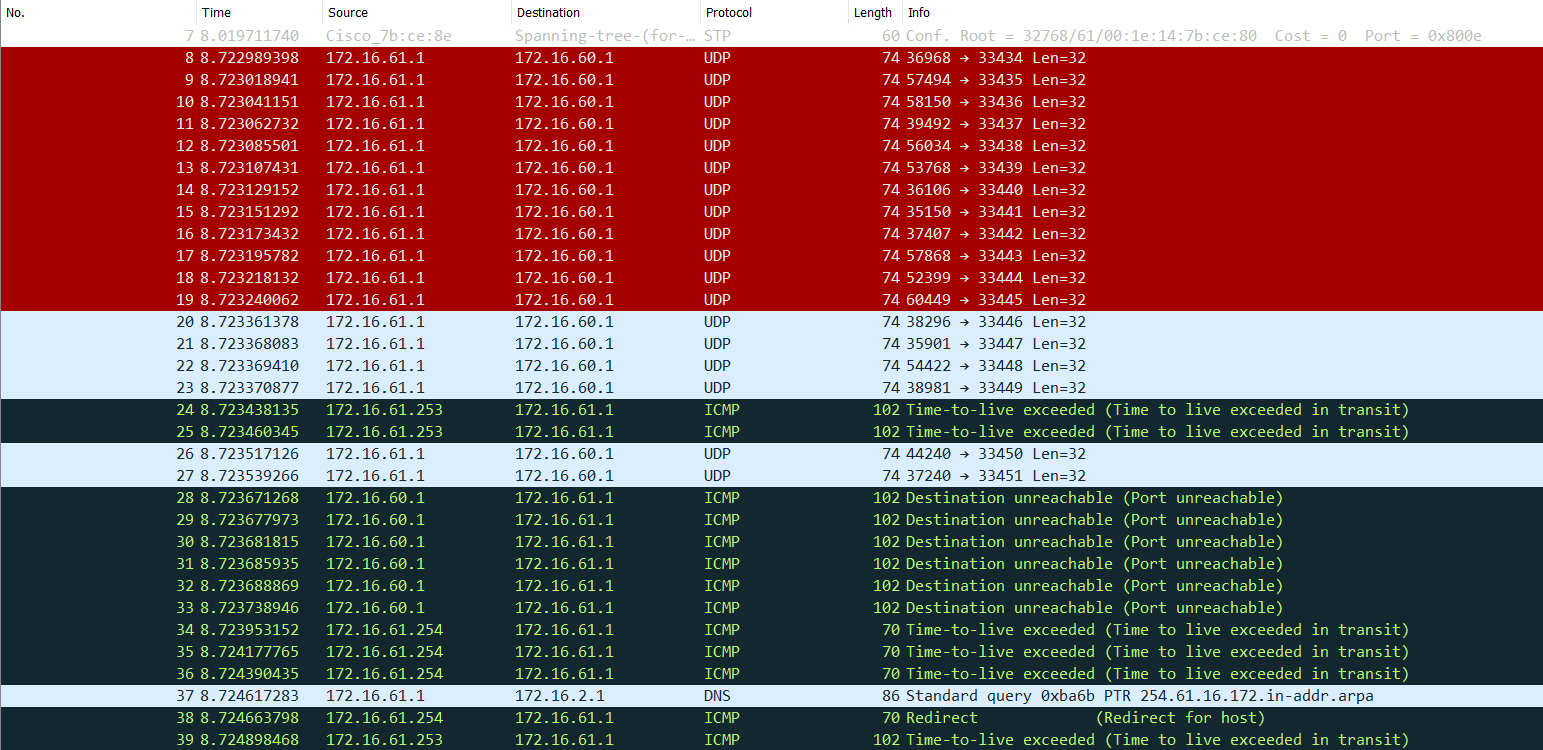 No. Time Source Destination Protocol Length Info
7 8.019711740 Cisco_7b:ce:8e Spanning-tree-(for-… STP 60 Conf. Root = 32768/61/00:1e:14:7b:ce:80 Cost = 0 Port = 0x800e
8 8.722989398 172.16.61.1 172.16.60.1 UDP 74 36968 → 33434 Len=32
9 8.723018941 172.16.61.1 172.16.60.1 UDP 74 57494 → 33435 Len=32
10 8.723041151 172.16.61.1 172.16.60.1 UDP 74 58150 → 33436 Len=32
11 8.723062732 172.16.61.1 172.16.60.1 UDP 74 39492 → 33437 Len=32
12 8.723085501 172.16.61.1 172.16.60.1 UDP 74 56034 → 33438 Len=32
13 8.723107431 172.16.61.1 172.16.60.1 UDP 74 53768 → 33439 Len=32
14 8.723129152 172.16.61.1 172.16.60.1 UDP 74 36106 → 33440 Len=32
15 8.723151292 172.16.61.1 172.16.60.1 UDP 74 35150 → 33441 Len=32
16 8.723173432 172.16.61.1 172.16.60.1 UDP 74 37407 → 33442 Len=32
17 8.723195782 172.16.61.1 172.16.60.1 UDP 74 57868 → 33443 Len=32
18 8.723218132 172.16.61.1 172.16.60.1 UDP 74 52399 → 33444 Len=32
19 8.723240062 172.16.61.1 172.16.60.1 UDP 74 60449 → 33445 Len=32
20 8.723361378 172.16.61.1 172.16.60.1 UDP 74 38296 → 33446 Len=32
21 8.723368083 172.16.61.1 172.16.60.1 UDP 74 35901 → 33447 Len=32
22 8.723369410 172.16.61.1 172.16.60.1 UDP 74 54422 → 33448 Len=32
23 8.723370877 172.16.61.1 172.16.60.1 UDP 74 38981 → 33449 Len=32
24 8.723438135 172.16.61.253 172.16.61.1 ICMP 102 Time-to-live exceeded (Time to live exceeded in transit)
25 8.723460345 172.16.61.253 172.16.61.1 ICMP 102 Time-to-live exceeded (Time to live exceeded in transit)
26 8.723517126 172.16.61.1 172.16.60.1 UDP 74 44240 → 33450 Len=32
27 8.723539266 172.16.61.1 172.16.60.1 UDP 74 37240 → 33451 Len=32
28 8.723671268 172.16.60.1 172.16.61.1 ICMP 102 Destination unreachable (Port unreachable)
29 8.723677973 172.16.60.1 172.16.61.1 ICMP 102 Destination unreachable (Port unreachable)
30 8.723681815 172.16.60.1 172.16.61.1 ICMP 102 Destination unreachable (Port unreachable)
31 8.723685935 172.16.60.1 172.16.61.1 ICMP 102 Destination unreachable (Port unreachable)
32 8.723688869 172.16.60.1 172.16.61.1 ICMP 102 Destination unreachable (Port unreachable)
33 8.723738946 172.16.60.1 172.16.61.1 ICMP 102 Destination unreachable (Port unreachable)
34 8.723953152 172.16.61.254 172.16.61.1 ICMP 70 Time-to-live exceeded (Time to live exceeded in transit)
35 8.724177765 172.16.61.254 172.16.61.1 ICMP 70 Time-to-live exceeded (Time to live exceeded in transit)
36 8.724390435 172.16.61.254 172.16.61.1 ICMP 70 Time-to-live exceeded (Time to live exceeded in transit)
37 8.724617283 172.16.61.1 172.16.2.1 DNS 86 Standard query 0xba6b PTR 254.61.16.172.in-addr.arpa
38 8.724663798 172.16.61.254 172.16.61.1 ICMP 70 Redirect (Redirect for host)
39 8.724898468 172.16.61.253 172.16.61.1 ICMP 102 Time-to-live exceeded (Time to live exceeded in transit)